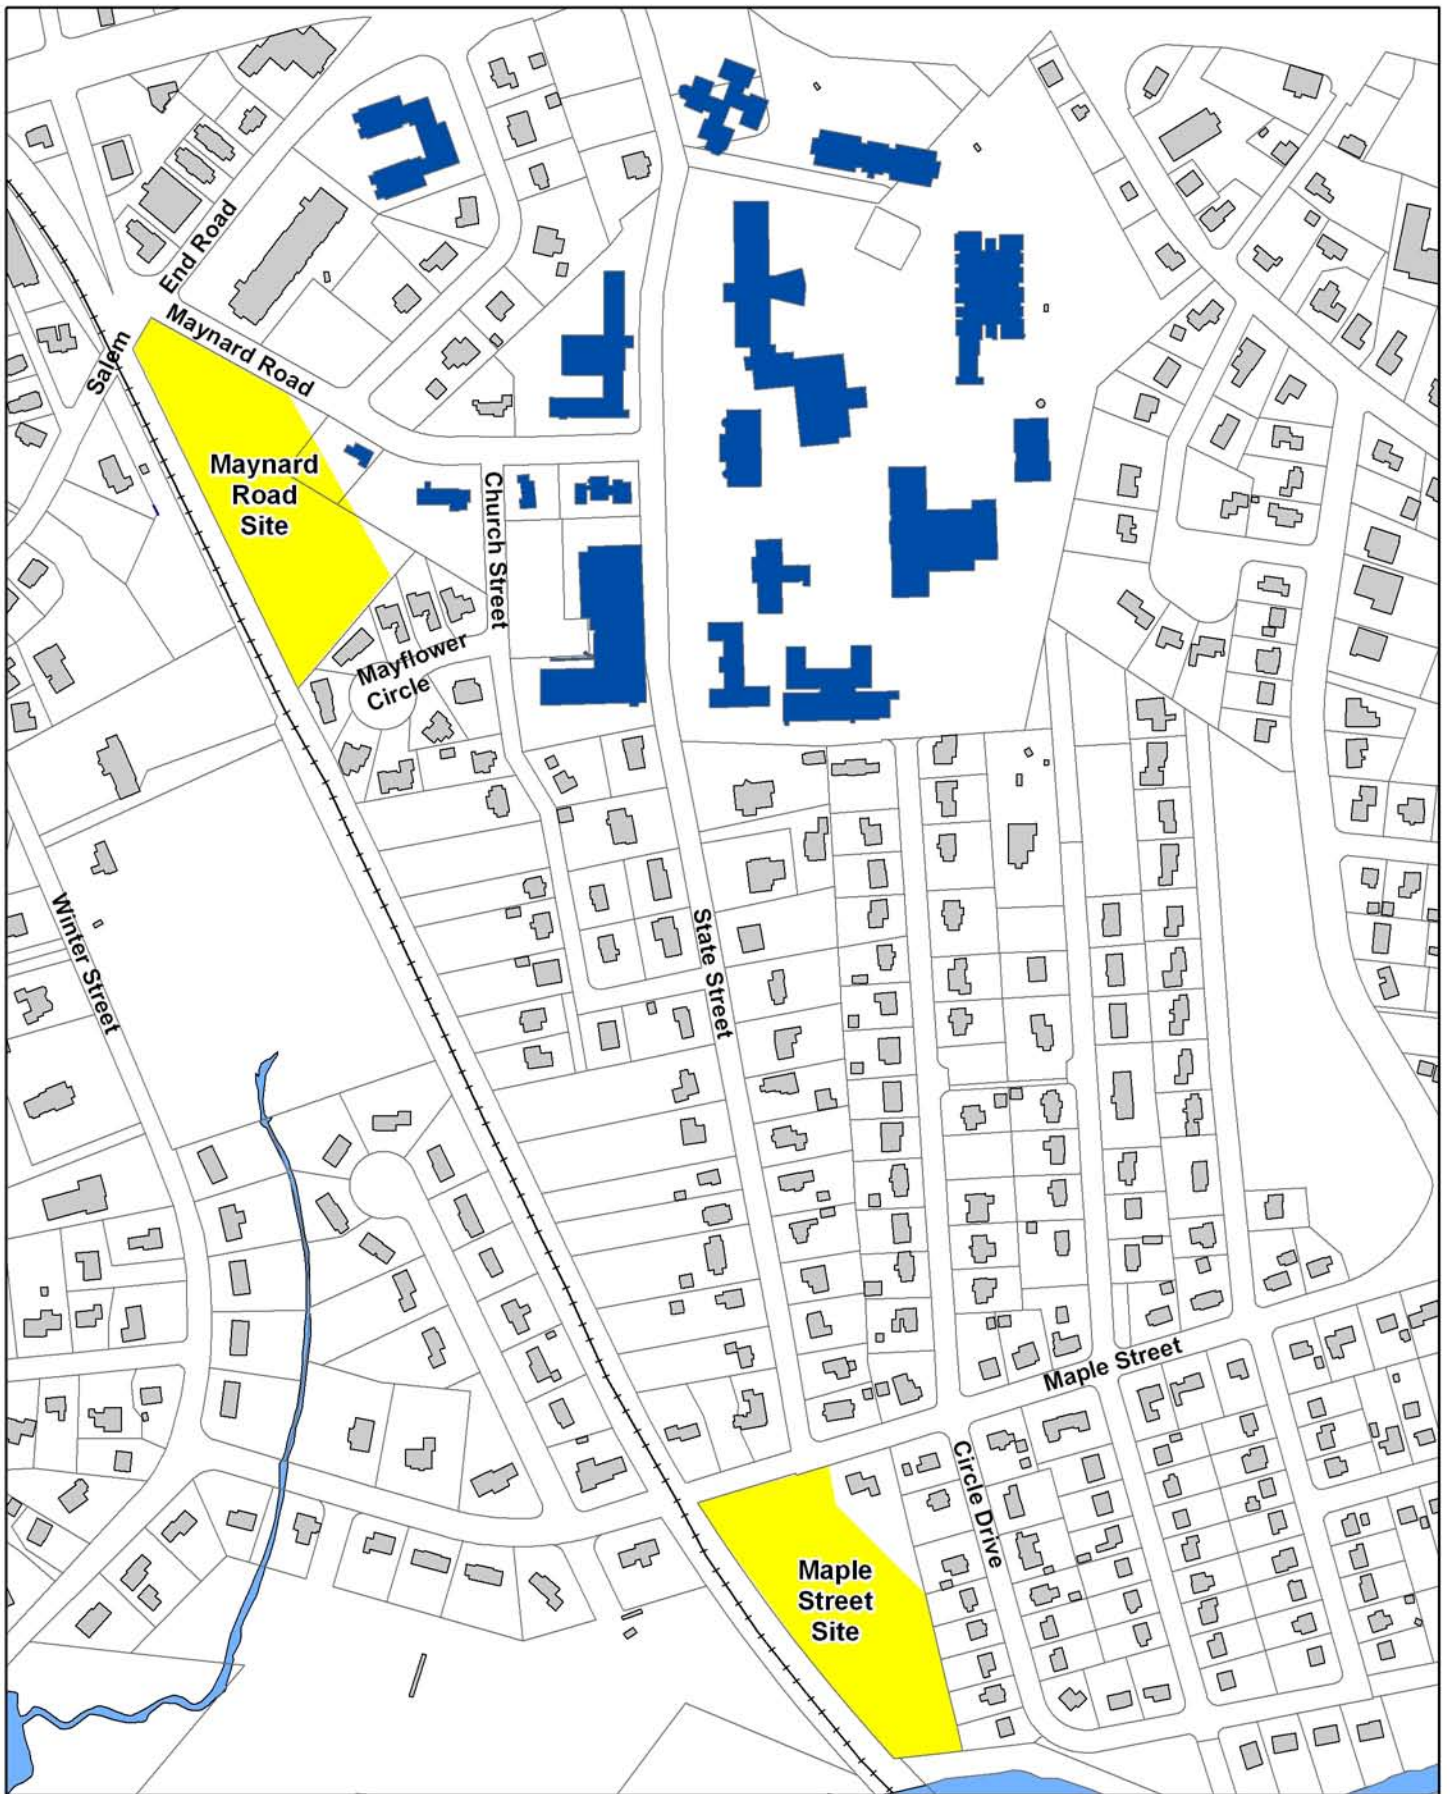 End Road
Maynard Road
Salem
Maynard
Road
Site
Church Street
Mayflower
Circle
Winter Street
State Street
Maple Street
Circle Drive
Maple
Street
Site